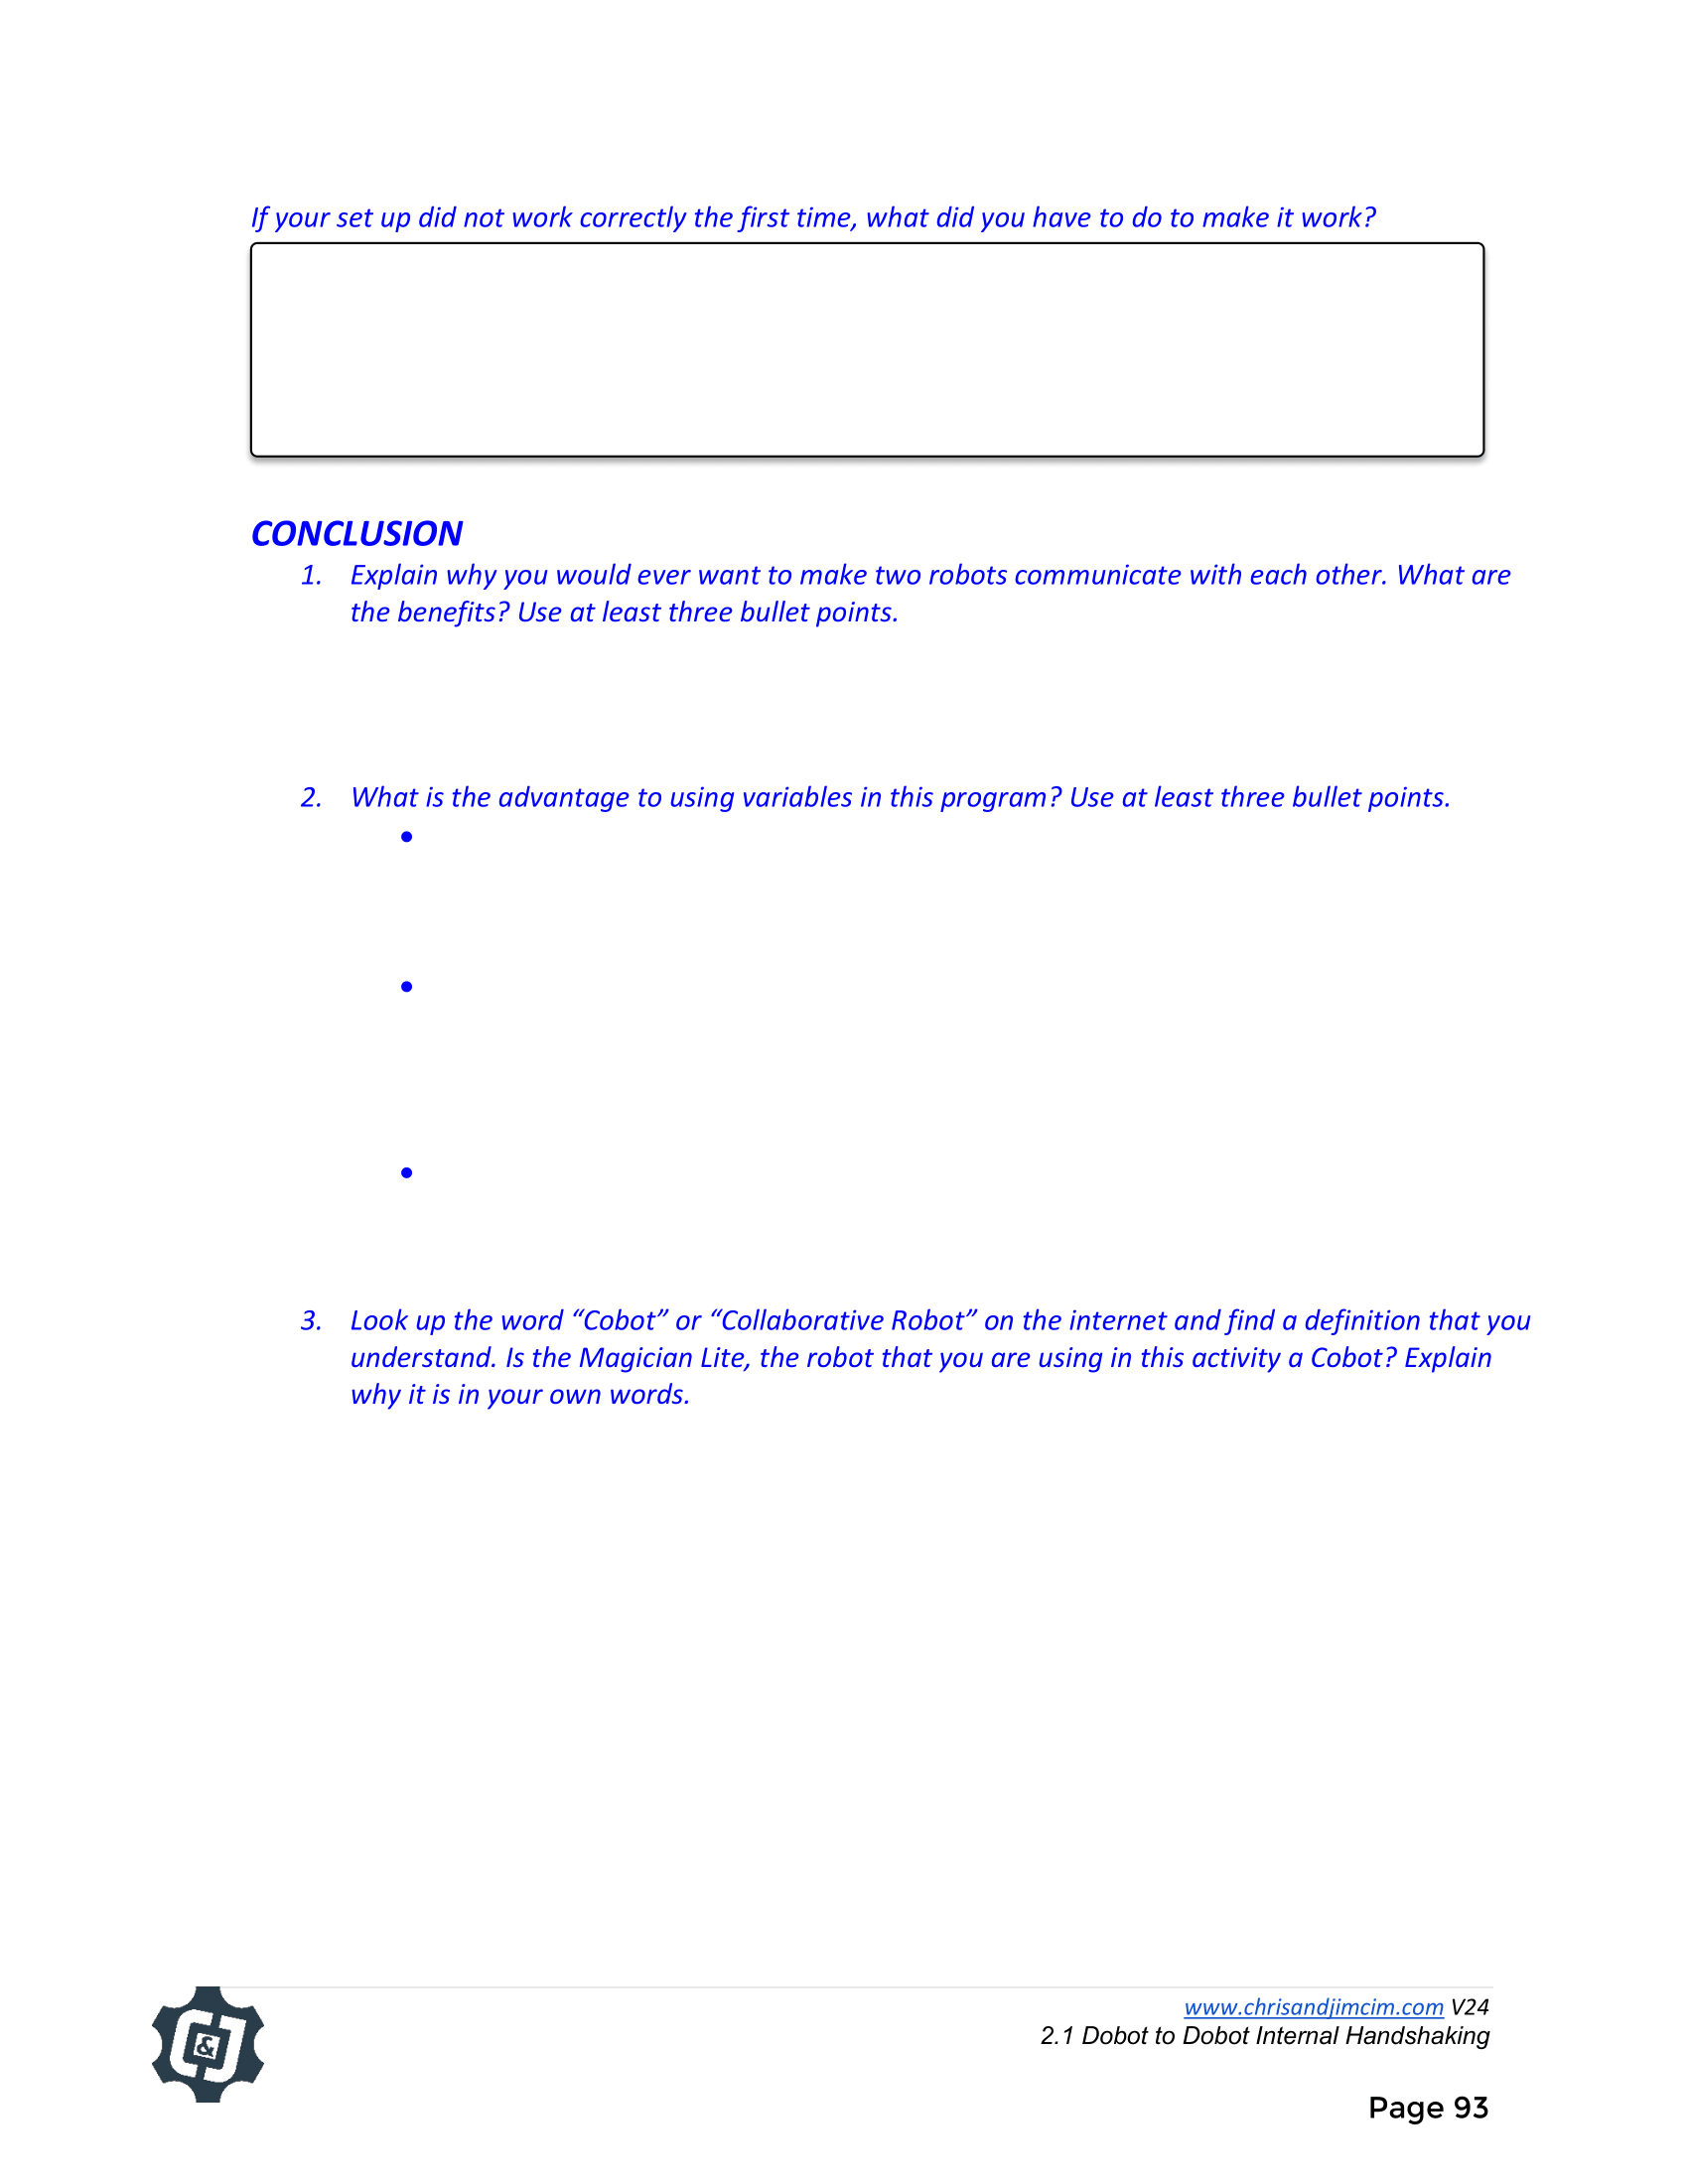 If your set up did not work correctly the first time, what did you have to do to make it work?
CONCLUSION
1. Explain why you would ever want to make two robots communicate with each other. What are
the benefits? Use at least three bullet points.
2. What is the advantage to using variables in this program? Use at least three bullet points.
•
•
•
3. Look up the word “Cobot” or “Collaborative Robot” on the internet and find a definition that you
understand. Is the Magician Lite, the robot that you are using in this activity a Cobot? Explain
why it is in your own words.
C&J
www.chrisandjimcim.com V24
2.1 Dobot to Dobot Internal Handshaking
Page 93